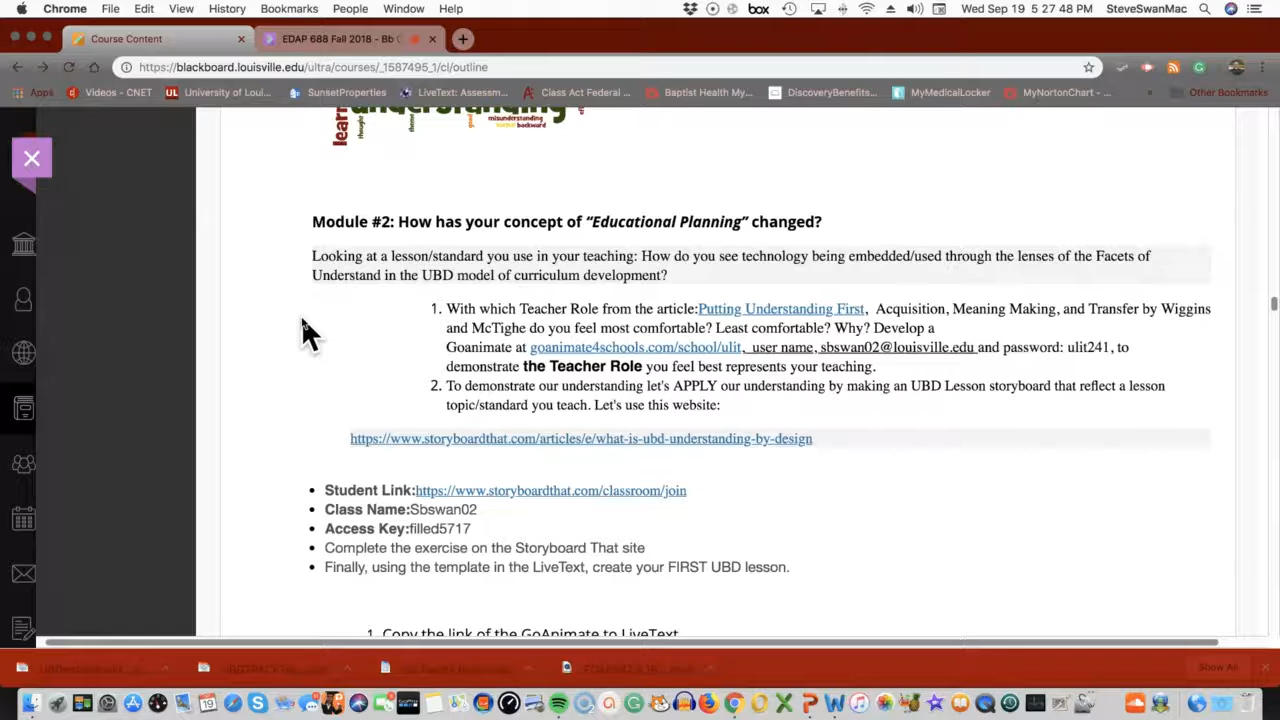 Chrome File Edit View History Bookmarks People Window Help box Wed Sep 19 5:27:48 PM SteveSwanMac
Course Content EDAP 688 Fall 2018 - Bb C
https://blackboard.louisville.edu/ultra/courses/_1587495_1/cl/outline
Apps Videos - CNET University of Loui... SunsetProperties LiveText: Assessm... Class Act Federal ... Baptist Health My... DiscoveryBenefits... MyMedicalLocker MyNortonChart - ... » Other Bookmarks
learn understanding
thought theme misunderstanding
backward
Module #2: How has your concept of “Educational Planning” changed?
Looking at a lesson/standard you use in your teaching: How do you see technology being embedded/used through the lenses of the Facets of
Understand in the UBD model of curriculum development?
1. With which Teacher Role from the article:Putting Understanding First, Acquisition, Meaning Making, and Transfer by Wiggins
and McTighe do you feel most comfortable? Least comfortable? Why? Develop a
Goanimate at goanimate4schools.com/school/ulit, user name, sbswan02@louisville.edu and password: ulit241, to
demonstrate the Teacher Role you feel best represents your teaching.
2. To demonstrate our understanding let's APPLY our understanding by making an UBD Lesson storyboard that reflect a lesson
topic/standard you teach. Let's use this website:
https://www.storyboardthat.com/articles/e/what-is-ubd-understanding-by-design
• Student Link:https://www.storyboardthat.com/classroom/join
• Class Name:Sbswan02
• Access Key:filled5717
• Complete the exercise on the Storyboard That site
• Finally, using the template in the LiveText, create your FIRST UBD lesson.
1. Copy the link of the GoAnimate to LiveText
Show All